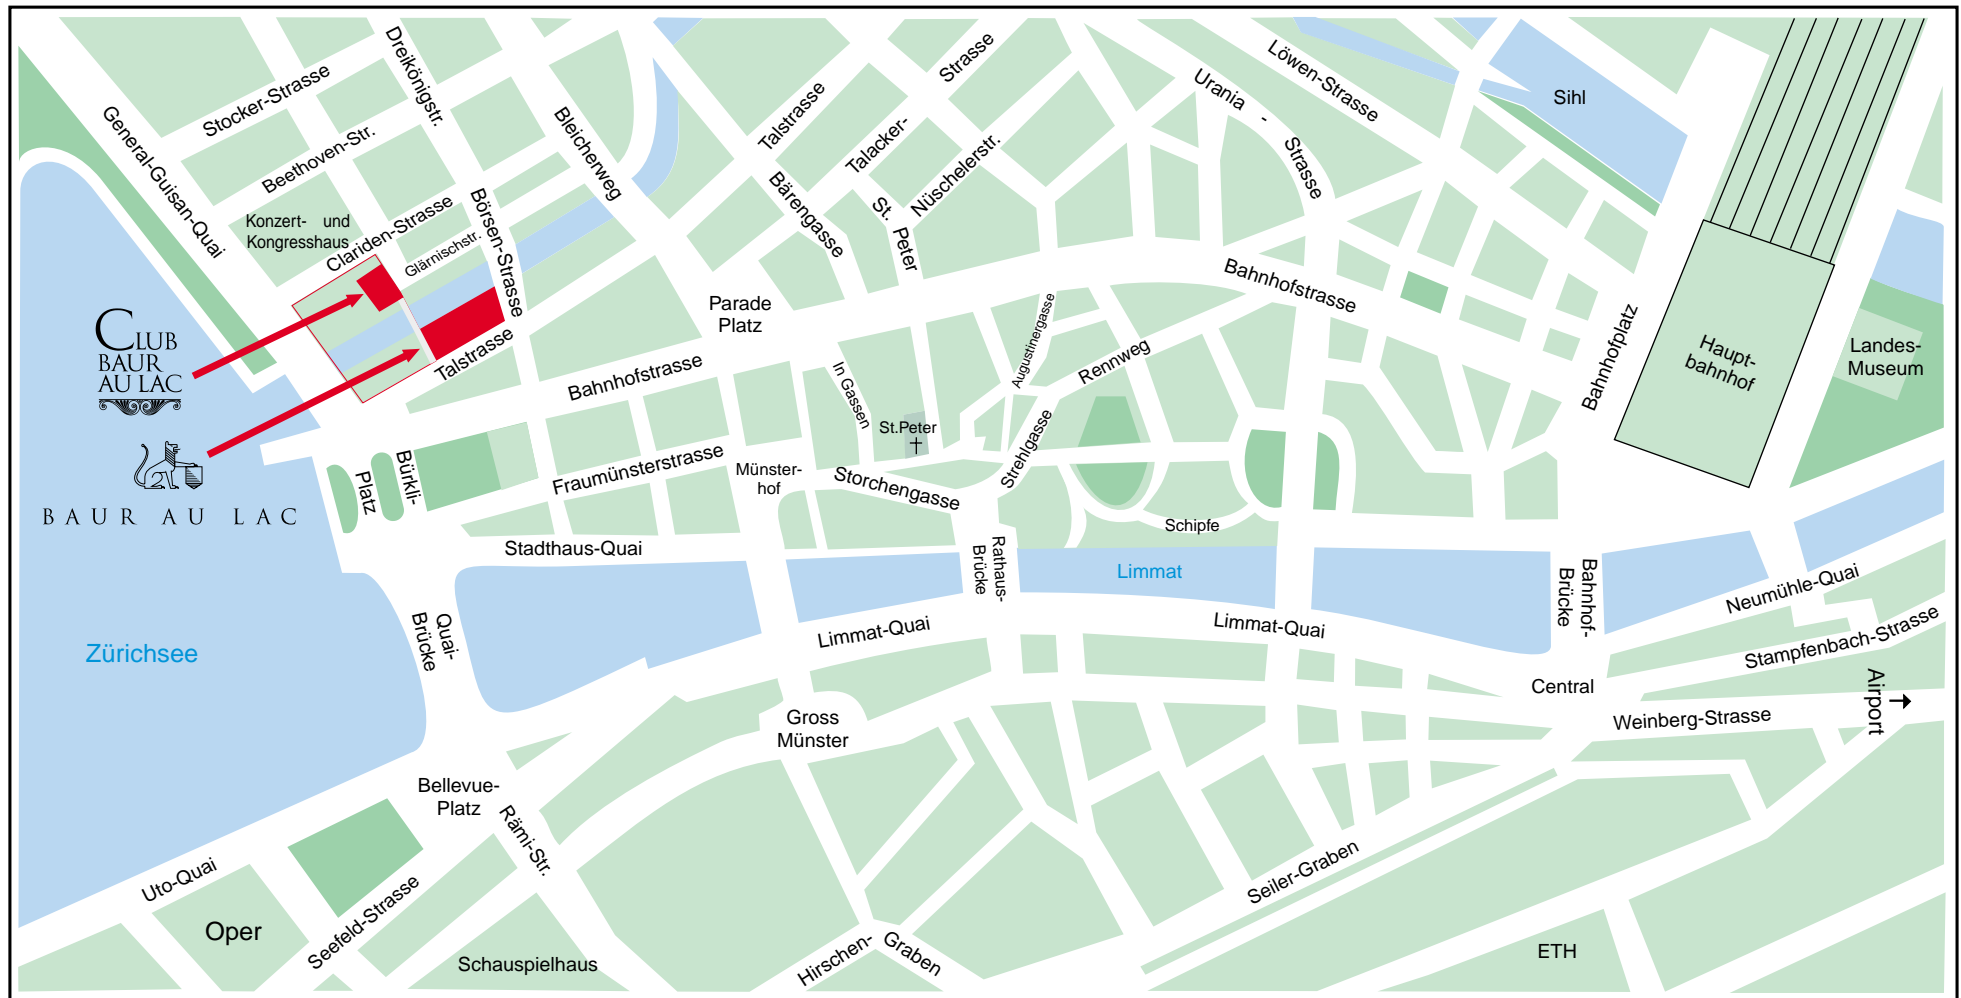 Stocker-Strasse
Dreikönigstr.
General-Guisan-Quai
Beethoven-Str.
Bleicherweg
Talstrasse
Talacker-
Strasse
Urania
-
Strasse
Löwen-Strasse
Sihl
Konzert- und
Kongresshaus
Clariden-Strasse
Glärnischstr.
Börsen-Strasse
Bärengasse
St.
Peter
Nüschelerstr.
Bahnhofstrasse
Bahnhofplatz
Haupt-
bahnhof
Landes-
Museum
CLUB
BAUR
AU LAC
BAUR AU LAC
Talstrasse
Parade
Platz
Bahnhofstrasse
In Gassen
Augustinergasse
Rennweg
St.Peter
Strehlgasse
Bürkli-
Platz
Fraumünsterstrasse
Münster-
hof
Storchengasse
Schipfe
Stadthaus-Quai
Rathaus-
Brücke
Limmat
Bahnhof-
Brücke
Neumühle-Quai
Stampfenbach-Strasse
Zürichsee
Quai-
Brücke
Limmat-Quai
Limmat-Quai
Central
Airport
Weinberg-Strasse
Gross
Münster
Bellevue-
Platz
Rämi-Str.
Uto-Quai
Oper
Seefeld-Strasse
Schauspielhaus
Hirschen-
Graben
Seiler-Graben
ETH